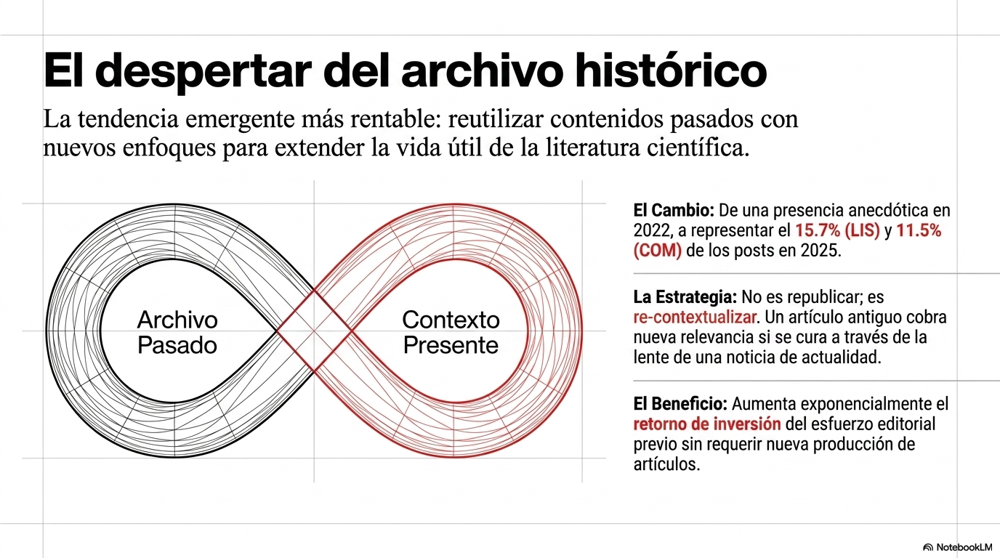 El despertar del archivo histórico
La tendencia emergente más rentable: reutilizar contenidos pasados con
nuevos enfoques para extender la vida útil de la literatura científica.
Archivo
Pasado
Contexto
Presente
El Cambio: De una presencia anecdótica en
2022, a representar el 15.7% (LIS) y 11.5%
(COM) de los posts en 2025.
La Estrategia: No es republicar; es
re-contextualizar. Un artículo antiguo cobra
nueva relevancia si se cura a través de la
lente de una noticia de actualidad.
El Beneficio: Aumenta exponencialmente el
retorno de inversión del esfuerzo editorial
previo sin requerir nueva producción de
artículos.
NotebookLM